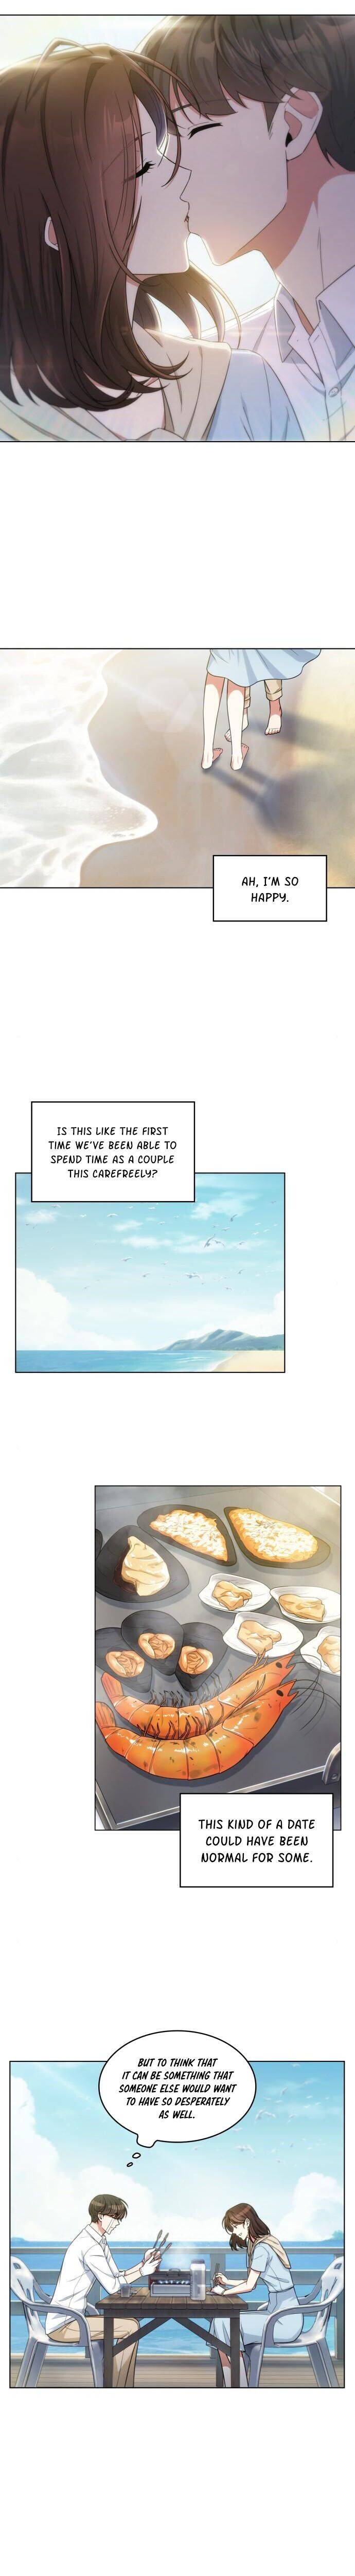 AH, I'M SO
HAPPY.
IS THIS LIKE THE FIRST
TIME WE'VE BEEN ABLE TO
SPEND TIME AS A COUPLE
THIS CAREFREELY?
THIS KIND OF A DATE
COULD HAVE BEEN
NORMAL FOR SOME.
BUT TO THINK THAT
IT CAN BE SOMETHING THAT
SOMEONE ELSE WOULD WANT
TO HAVE SO DESPERATELY
AS WELL.